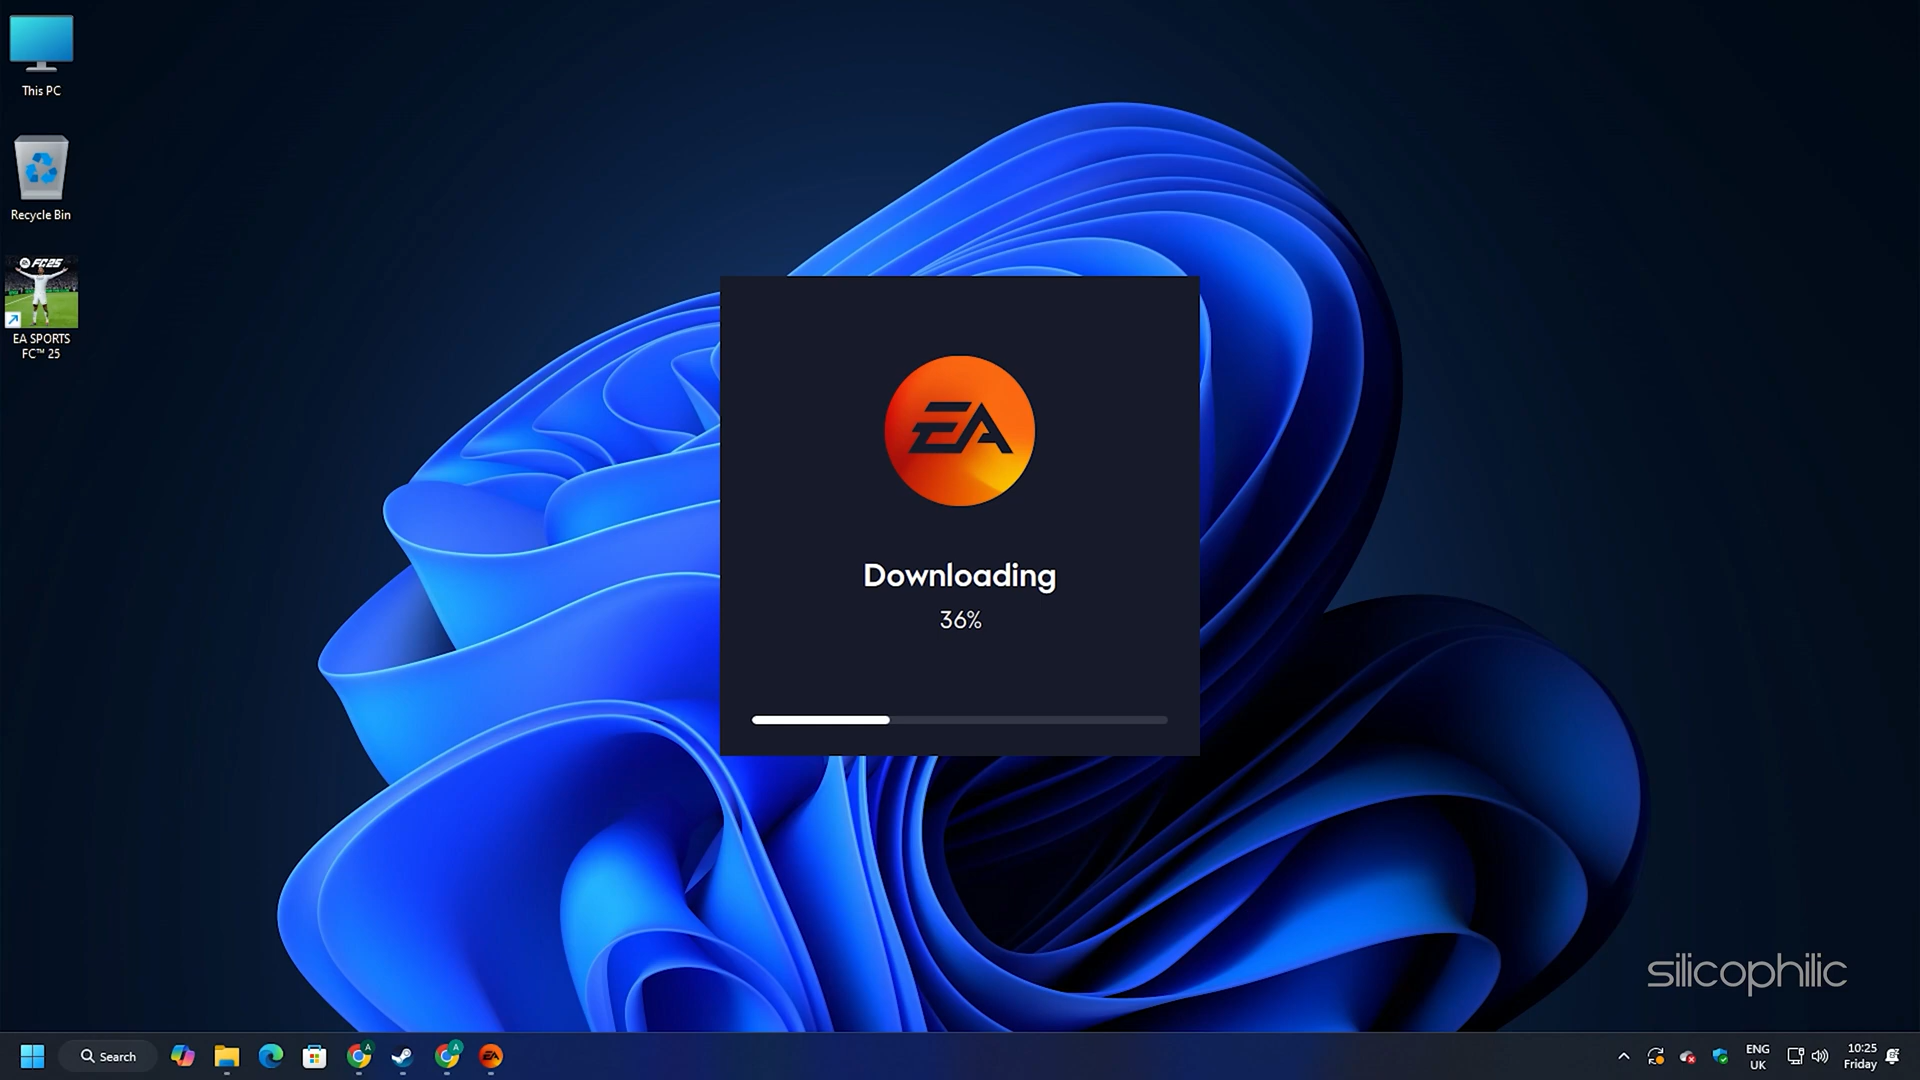 This PC
Recycle Bin
FC25
EA SPORTS
FC™ 25
EA
Downloading
36%
silicophilic
Search
A
A
EA
ENG
UK
10:25
Friday